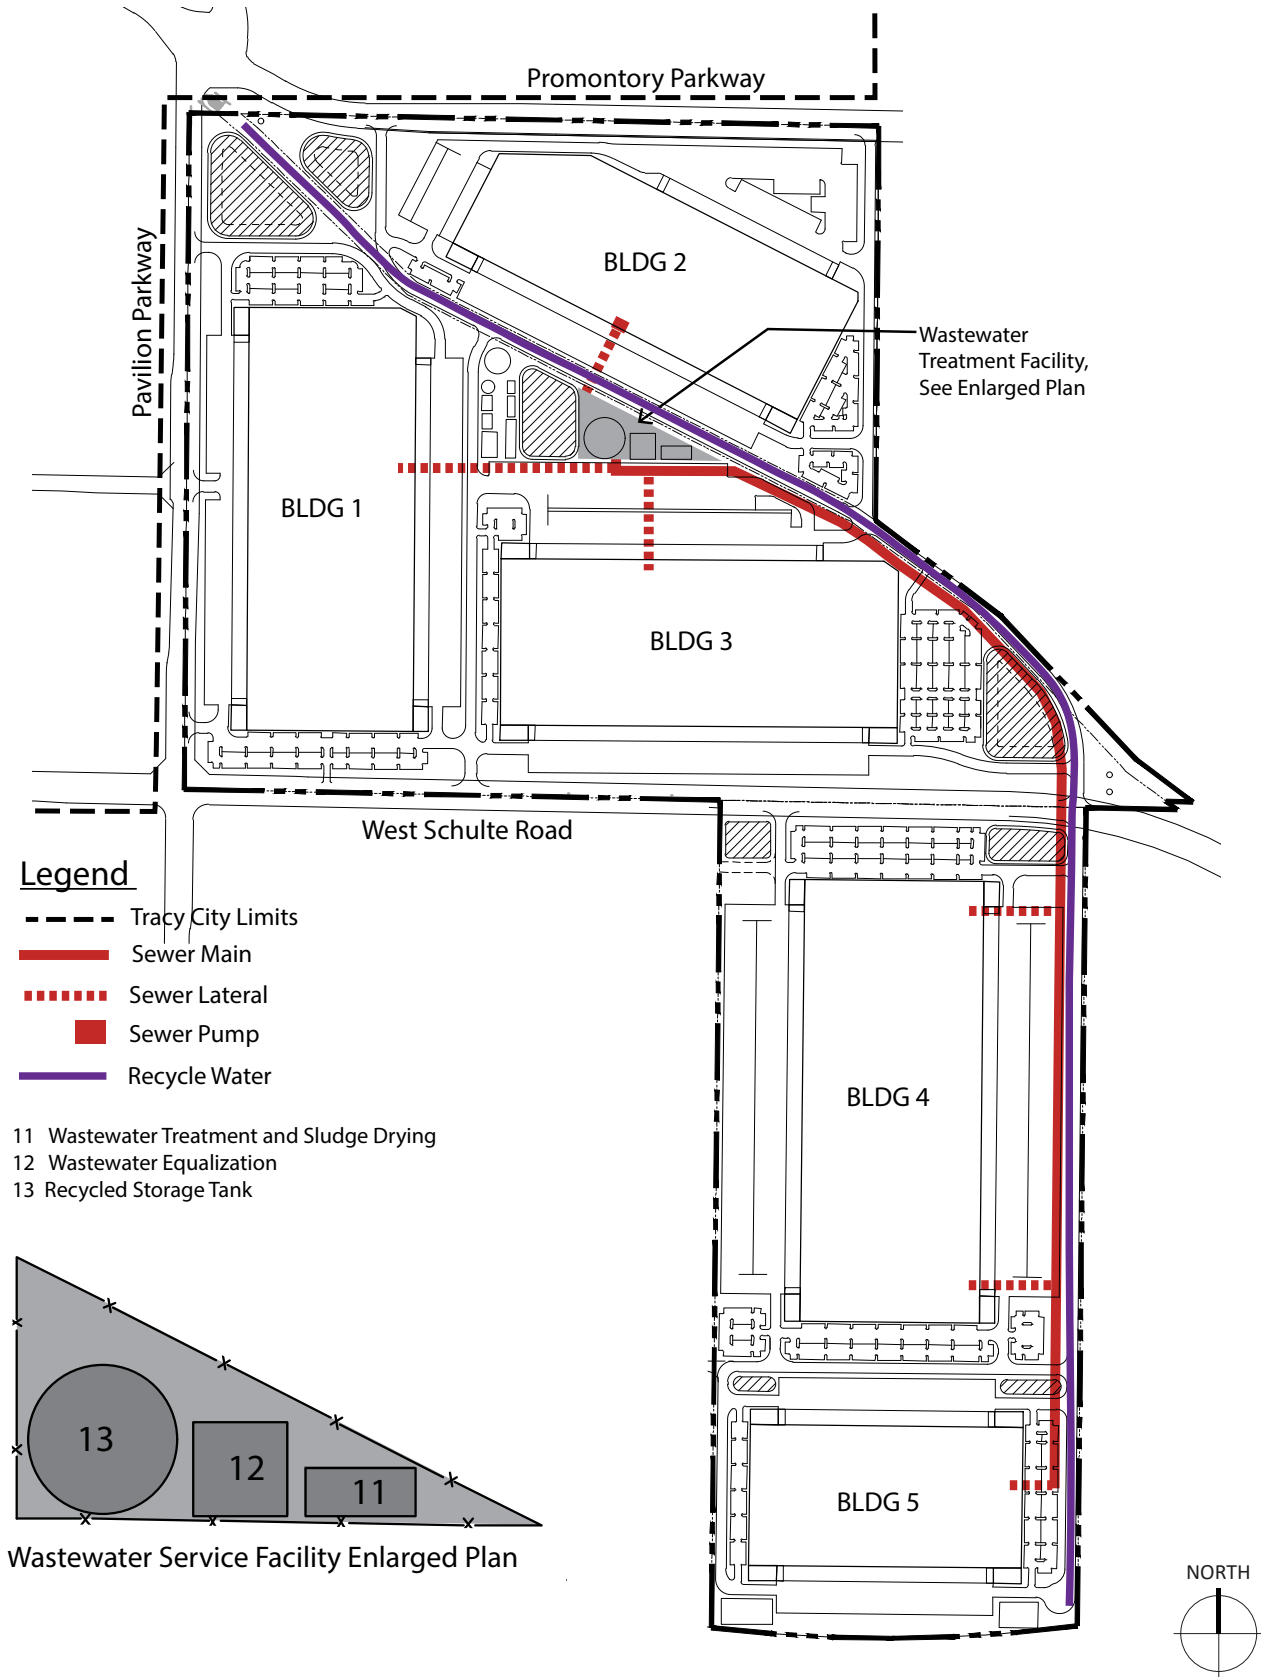 Promontory Parkway
Pavilion Parkway
BLDG 2
Wastewater
Treatment Facility,
See Enlarged Plan
BLDG 1
BLDG 3
West Schulte Road
Legend
Tracy City Limits
Sewer Main
Sewer Lateral
Sewer Pump
Recycle Water
11 Wastewater Treatment and Sludge Drying
12 Wastewater Equalization
13 Recycled Storage Tank
BLDG 4
13
12
11
Wastewater Service Facility Enlarged Plan
BLDG 5
NORTH